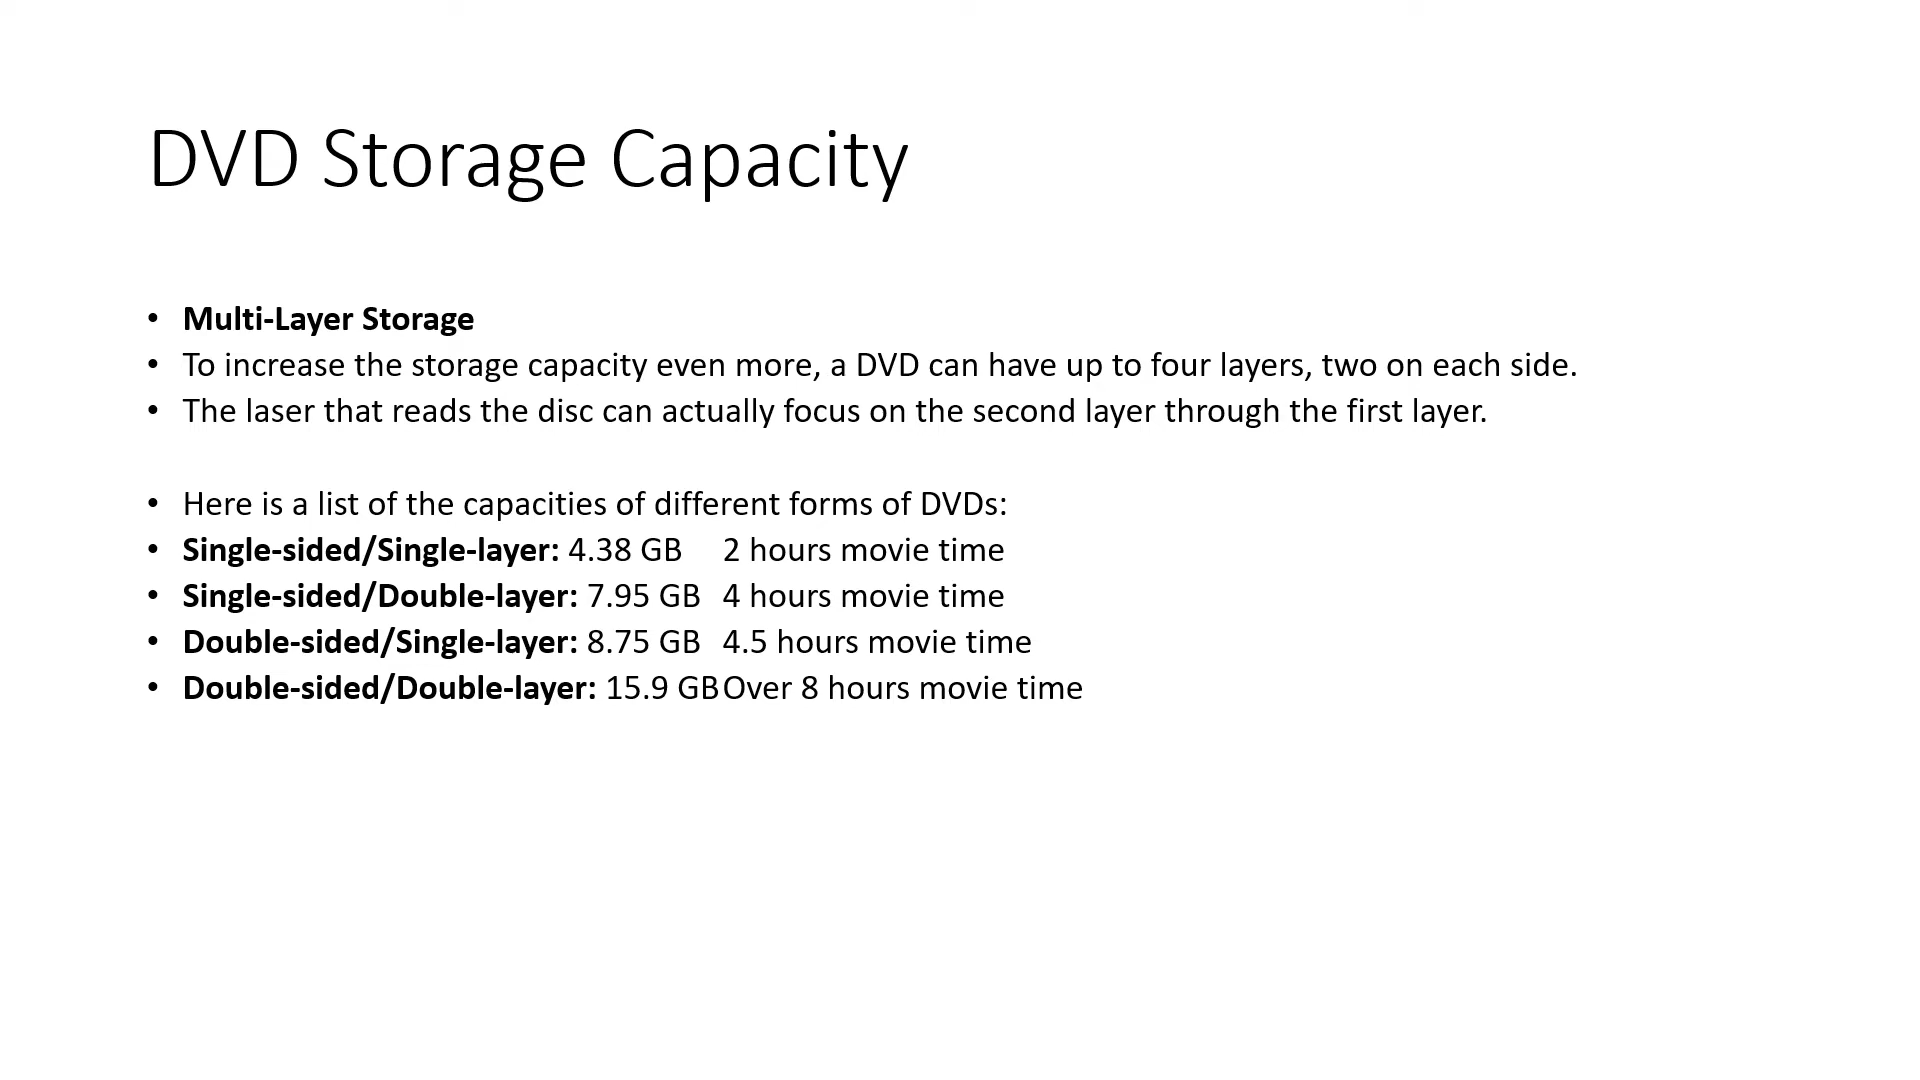 DVD Storage Capacity
• Multi-Layer Storage
• To increase the storage capacity even more, a DVD can have up to four layers, two on each side.
• The laser that reads the disc can actually focus on the second layer through the first layer.
• Here is a list of the capacities of different forms of DVDs:
• Single-sided/Single-layer: 4.38 GB 2 hours movie time
• Single-sided/Double-layer: 7.95 GB 4 hours movie time
• Double-sided/Single-layer: 8.75 GB 4.5 hours movie time
• Double-sided/Double-layer: 15.9 GB Over 8 hours movie time